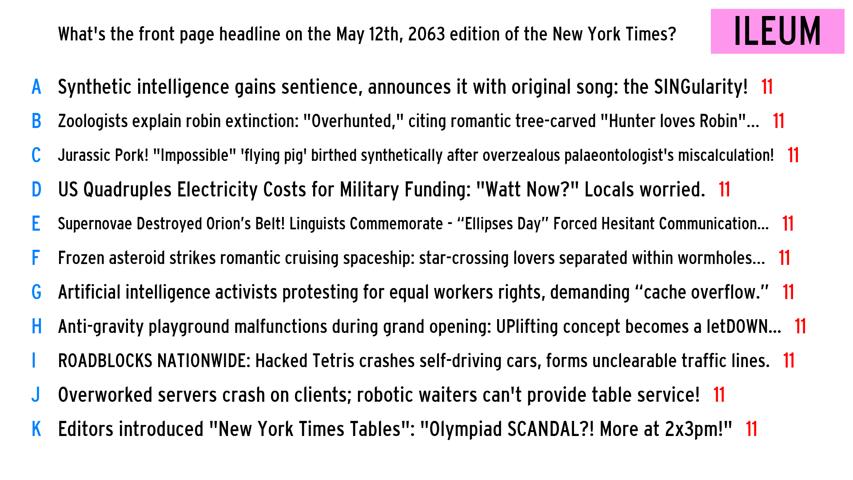 What's the front page headline on the May 12th, 2063 edition of the New York Times?
ILEUM
A Synthetic intelligence gains sentience, announces it with original song: the SINGularity! 11
B Zoologists explain robin extinction: "Overhunted," citing romantic tree-carved "Hunter loves Robin"... 11
C Jurassic Pork! "Impossible" 'flying pig' birthed synthetically after overzealous palaeontologist's miscalculation! 11
D US Quadruples Electricity Costs for Military Funding: "Watt Now?" Locals worried. 11
E Supernovae Destroyed Orion’s Belt! Linguists Commemorate - “Ellipses Day” Forced Hesitant Communication... 11
F Frozen asteroid strikes romantic cruising spaceship: star-crossing lovers separated within wormholes... 11
G Artificial intelligence activists protesting for equal workers rights, demanding “cache overflow.” 11
H Anti-gravity playground malfunctions during grand opening: UPlifting concept becomes a letDOWN... 11
I ROADBLOCKS NATIONWIDE: Hacked Tetris crashes self-driving cars, forms unclearable traffic lines. 11
J Overworked servers crash on clients; robotic waiters can't provide table service! 11
K Editors introduced "New York Times Tables": "Olympiad SCANDAL?! More at 2x3pm!" 11